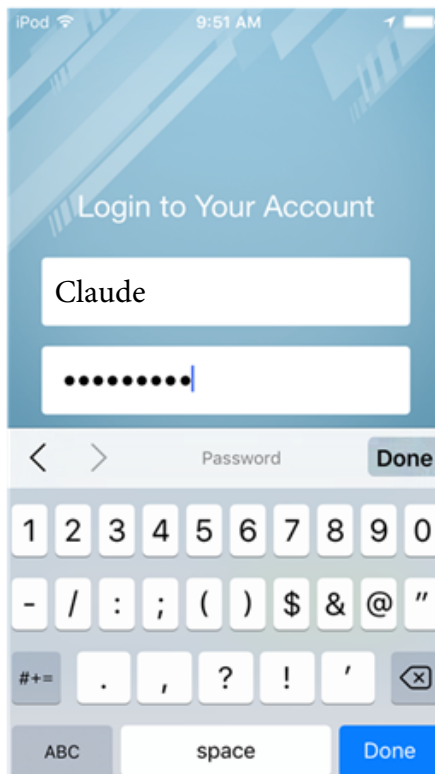 iPod 9:51 AM
Login to Your Account
Claude
•••••••••
Password Done
1 2 3 4 5 6 7 8 9 0
- / : ; ( ) $ & @ "
#+= . , ? ! '
ABC space Done